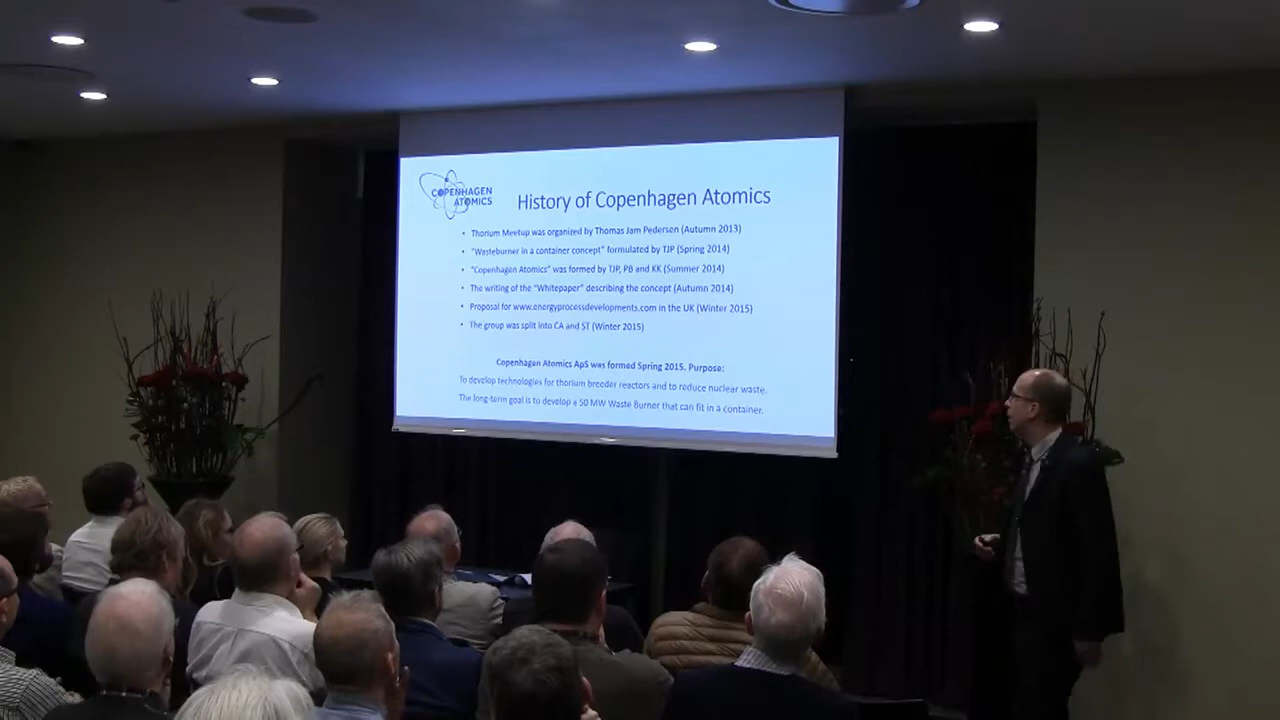 COPENHAGEN
ATOMICS
History of Copenhagen Atomics
• Thorium Meetup was organized by Thomas Jam Pedersen (Autumn 2013)
• "Wasteburner in a container concept" formulated by TJP (Spring 2014)
• "Copenhagen Atomics" was formed by TJP, PB and KK (Summer 2014)
• The writing of the "Whitepaper" describing the concept (Autumn 2014)
• Proposal for www.energyprocessdevelopments.com in the UK (Winter 2015)
• The group was split into CA and ST (Winter 2015)
Copenhagen Atomics ApS was formed Spring 2015. Purpose:
To develop technologies for thorium breeder reactors and to reduce nuclear waste.
The long-term goal is to develop a 50 MW Waste Burner that can fit in a container.